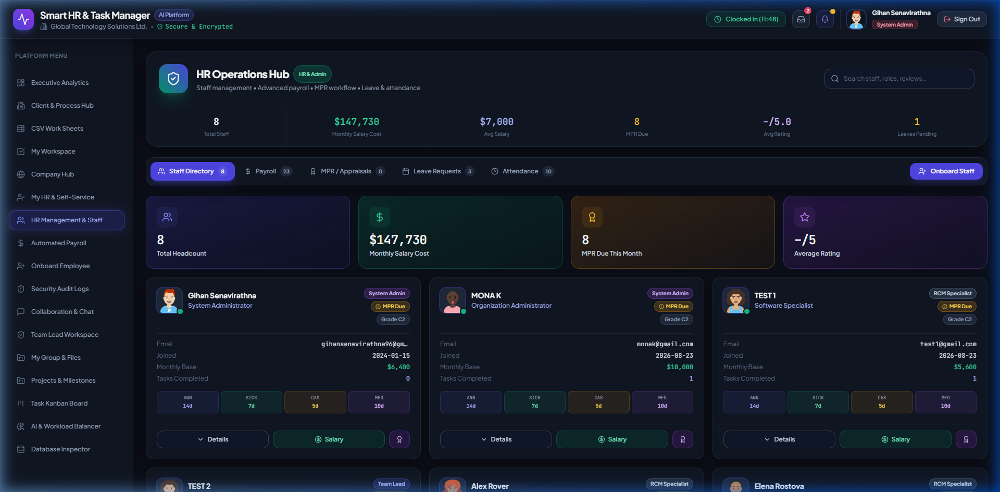 Smart HR & Task Manager AI Platform
Global Technology Solutions Ltd. • Secure & Encrypted
Clocked In (11:48)
2
Gihan Senavirathna
System Admin
Sign Out
PLATFORM MENU
Executive Analytics
Client & Process Hub
CSV Work Sheets
My Workspace
Company Hub
My HR & Self-Service
HR Management & Staff
Automated Payroll
Onboard Employee
Security Audit Logs
Collaboration & Chat
Team Lead Workspace
My Group & Files
Projects & Milestones
Task Kanban Board
AI & Workload Balancer
Database Inspector
HR Operations Hub HR & Admin
Staff management • Advanced payroll • MPR workflow • Leave & attendance
Search staff, roles, reviews...
8 $147,730 $7,000 8 –/5.0 1
Total Staff Monthly Salary Cost Avg Salary MPR Due Avg Rating Leaves Pending
Staff Directory 8 Payroll 23 MPR / Appraisals 0 Leave Requests 3 Attendance 10 Onboard Staff
8
Total Headcount
$147,730
Monthly Salary Cost
8
MPR Due This Month
–/5
Average Rating
Gihan Senavirathna
System Administrator
System Admin
MPR Due
Grade C2
Email gihansenavirathna96@gm...
Joined 2024-01-15
Monthly Base $6,400
Tasks Completed 0
ANN SICK CAS MED
14d 7d 5d 10d
Details Salary
MONA K
Organization Administrator
System Admin
MPR Due
Grade C2
Email monak@gmail.com
Joined 2026-08-23
Monthly Base $10,000
Tasks Completed 1
ANN SICK CAS MED
14d 7d 5d 10d
Details Salary
TEST 1
Software Specialist
RCM Specialist
MPR Due
Grade C2
Email test1@gmail.com
Joined 2026-08-23
Monthly Base $5,600
Tasks Completed 1
ANN SICK CAS MED
14d 7d 5d 10d
Details Salary
TEST 2 Team Lead
Alex Rover RCM Specialist
Elena Rostova RCM Specialist